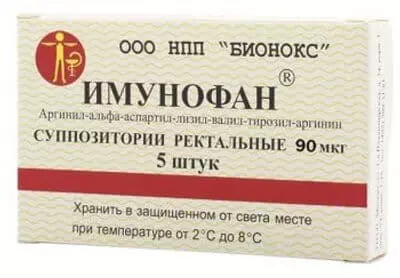 ООО НПП "БИОНОКС"
ИМУНОФАН®
Аргинил-альфа-аспартил-лизил-валил-тирозил-аргинин
СУППОЗИТОРИИ РЕКТАЛЬНЫЕ 90 мкг
5 штук
Хранить в защищенном от света месте
при температуре от 2°С до 8°С